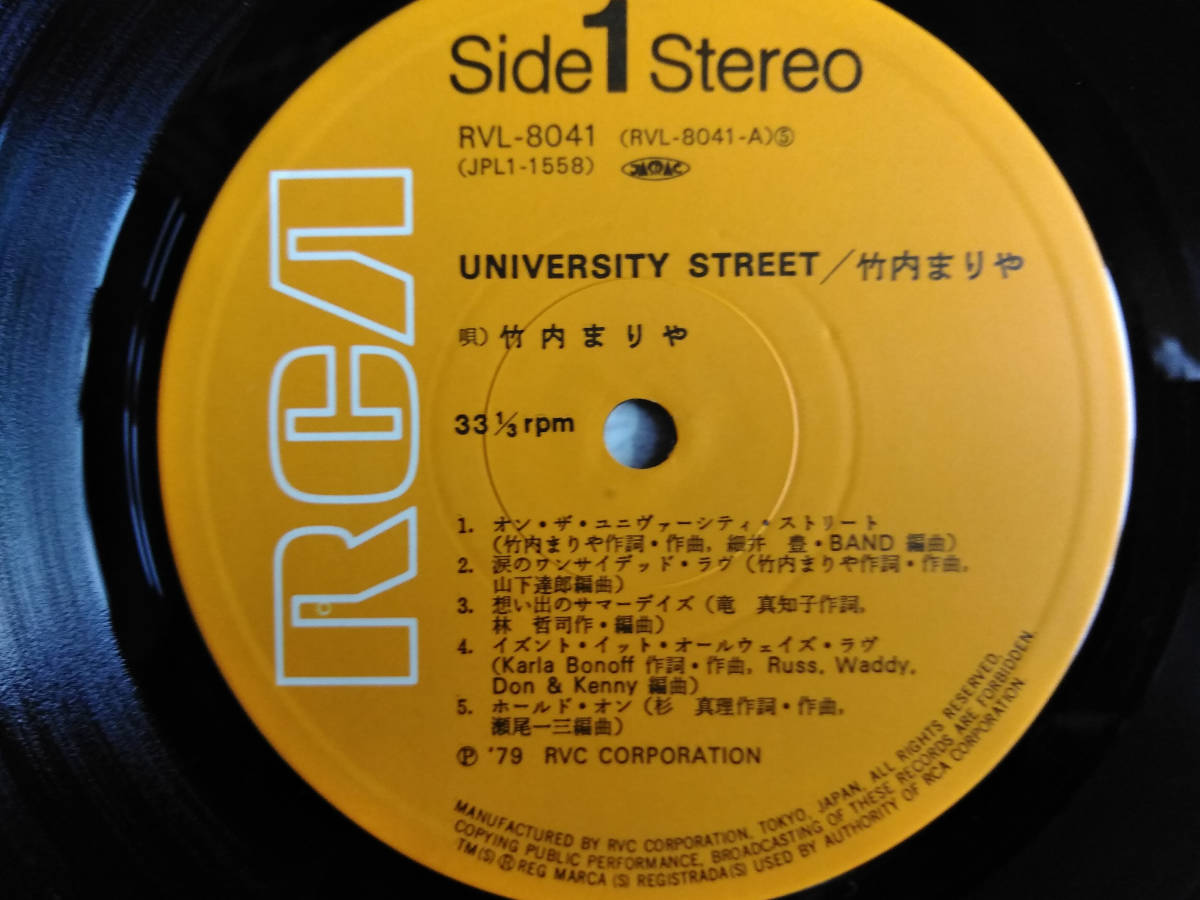 Side 1 Stereo
RVL-8041 (RVL-8041-A)Ⓢ
(JPL1-1558) JASRAC
RCA
UNIVERSITY STREET/竹内まりや
唄) 竹内まりや
33 1/3 rpm
1. オン・ザ・ユニヴァーシティ・ストリート
(竹内まりや作詞・作曲, 細井 豊・BAND 編曲)
2. 涙のワンサイデッド・ラヴ (竹内まりや作詞・作曲,
山下達郎編曲)
3. 想い出のサマーデイズ (竜 真知子作詞,
林 哲司作・編曲)
4. イズント・イット・オールウェイズ・ラヴ
(Karla Bonoff 作詞・作曲, Russ, Waddy,
Don & Kenny 編曲)
5. ホールド・オン (杉 真理作詞・作曲,
瀬尾一三編曲)
Ⓟ '79 RVC CORPORATION
MANUFACTURED BY RVC CORPORATION, TOKYO, JAPAN, ALL RIGHTS RESERVED,
COPYING PUBLIC PERFORMANCE, BROADCASTING OF THESE RECORDS ARE FORBIDDEN.
TM(S) Ⓡ REG MARCA (S) REGISTRADA(S) USED BY AUTHORITY OF RCA CORPORATION